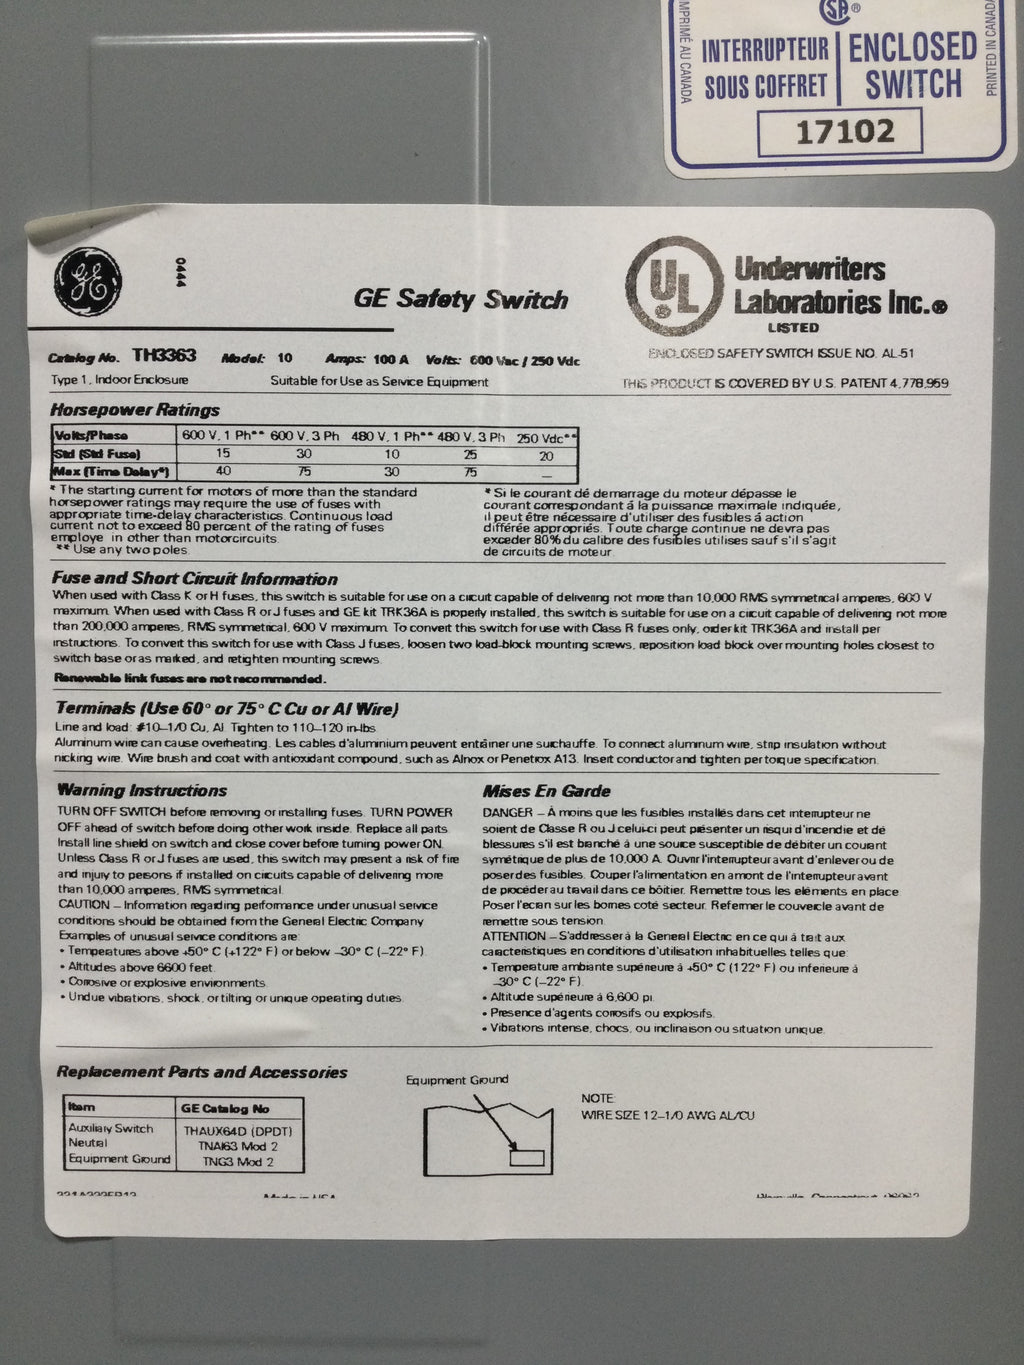 SA®
IMPRIMÉ AU CANADA
INTERRUPTEUR
SOUS COFFRET
ENCLOSED
SWITCH
PRINTED IN CANADA
17102
GE
0444
GE Safety Switch
UL®
Underwriters
Laboratories Inc.®
LISTED
Catalog No. TH3363 Model: 10 Amps: 100 A Volts: 600 Vac / 250 Vdc
ENCLOSED SAFETY SWITCH ISSUE NO. AL-51
Type 1, Indoor Enclosure Suitable for Use as Service Equipment
THIS PRODUCT IS COVERED BY U.S. PATENT 4,778,959
Horsepower Ratings
Volts/Phase 600 V, 1 Ph** 600 V, 3 Ph 480 V, 1 Ph** 480 V, 3 Ph 250 Vdc**
Std (Std Fuse) 15 30 10 25 20
Max (Time Delay*) 40 75 30 75 —
* The starting current for motors of more than the standard
horsepower ratings may require the use of fuses with
appropriate time-delay characteristics. Continuous load
current not to exceed 80 percent of the rating of fuses
employe in other than motor circuits.
** Use any two poles.
* Si le courant dé demarrage du moteur dépasse le
courant correspondant á la puissance maximale indiquée,
il peut être nécessaire d'utiliser des fusibles á action
différée appropriés. Toute charge continue ne devra pas
exceder 80% du calibre des fusibles utilises sauf s'il s'agit
de circuits de moteur.
Fuse and Short Circuit Information
When used with Class K or H fuses, this switch is suitable for use on a circuit capable of delivering not more than 10,000 RMS symmetrical amperes, 600 V
maximum. When used with Class R or J fuses and GE kit TRK36A is properly installed, this switch is suitable for use on a circuit capable of delivering not more
than 200,000 amperes, RMS symmetrical, 600 V maximum. To convert this switch for use with Class R fuses only, order kit TRK36A and install per
instructions. To convert this switch for use with Class J fuses, loosen two load-block mounting screws, reposition load block over mounting holes closest to
switch base or as marked, and retighten mounting screws.
Renewable link fuses are not recommended.
Terminals (Use 60° or 75° C Cu or Al Wire)
Line and load: #10–1/0 Cu, Al. Tighten to 110–120 in-lbs.
Aluminum wire can cause overheating. Les cables d'aluminium peuvent entrâiner une surchauffe. To connect aluminum wire, strip insulation without
nicking wire. Wire brush and coat with antioxidant compound, such as Alnox or Penetrox A13. Insert conductor and tighten per torque specification.
Warning Instructions
TURN OFF SWITCH before removing or installing fuses. TURN POWER
OFF ahead of switch before doing other work inside. Replace all parts.
Install line shield on switch and close cover before turning power ON.
Unless Class R or J fuses are used, this switch may present a risk of fire
and injury to persons if installed on circuits capable of delivering more
than 10,000 amperes, RMS symmetrical.
CAUTION – Information regarding performance under unusual service
conditions should be obtained from the General Electric Company.
Examples of unusual service conditions are:
• Temperatures above +50° C (+122° F) or below –30° C (–22° F).
• Altitudes above 6600 feet.
• Corrosive or explosive environments.
• Undue vibrations, shock, or tilting or unique operating duties.
Mises En Garde
DANGER – À moins que les fusibles installés dans cet interrupteur ne
soient de Classe R ou J celui-ci peut présenter un risqu d'incendie et dé
blessures s'il est branché à une source susceptible de débiter un courant
symétrique de plus de 10,000 A. Ouvrir l'interrupteur avant d'enlever ou de
poser des fusibles. Couper l'alimentation en amont de l'interrupteur avant
de procéder au travail dans ce bôitier. Remettre tous les eléments en place.
Poser l'ecran sur les bornes coté secteur. Refermer le couvercle avant de
remettre sous tension.
ATTENTION – S'addresser à la General Electric en ce qui á trait aux
caractéristiques en conditions d'utilisation inhabituelles telles que:
• Température ambiante supérieure à +50° C (122° F) ou inferieure à
–30° C (–22° F).
• Altitude supérieure á 6,600 pi.
• Presence d'agents corrosifs ou explosifs.
• Vibrations intense, chocs, ou inclinaison ou situation unique.
Replacement Parts and Accessories
Item GE Catalog No
Auxiliary Switch THAUX64D (DPDT)
Neutral TNAI63 Mod 2
Equipment Ground TNG3 Mod 2
Equipment Ground
NOTE:
WIRE SIZE 12–1/0 AWG AL/CU
Made in USA
Plainville, Connecticut